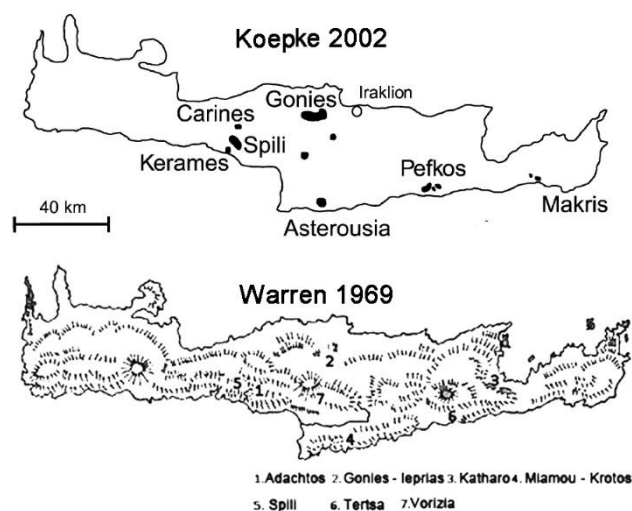 Koepke 2002
Gonies
Iraklion
Carines
Spili
Kerames
Pefkos
Makris
Asterousia
40 km
Warren 1969
2
5
1
7
3
6
4
1.Adachtos 2. Gonies - Ieprias 3. Katharo 4. Miamou - Krotos
5. Spili 6. Tertsa 7. Vorizia